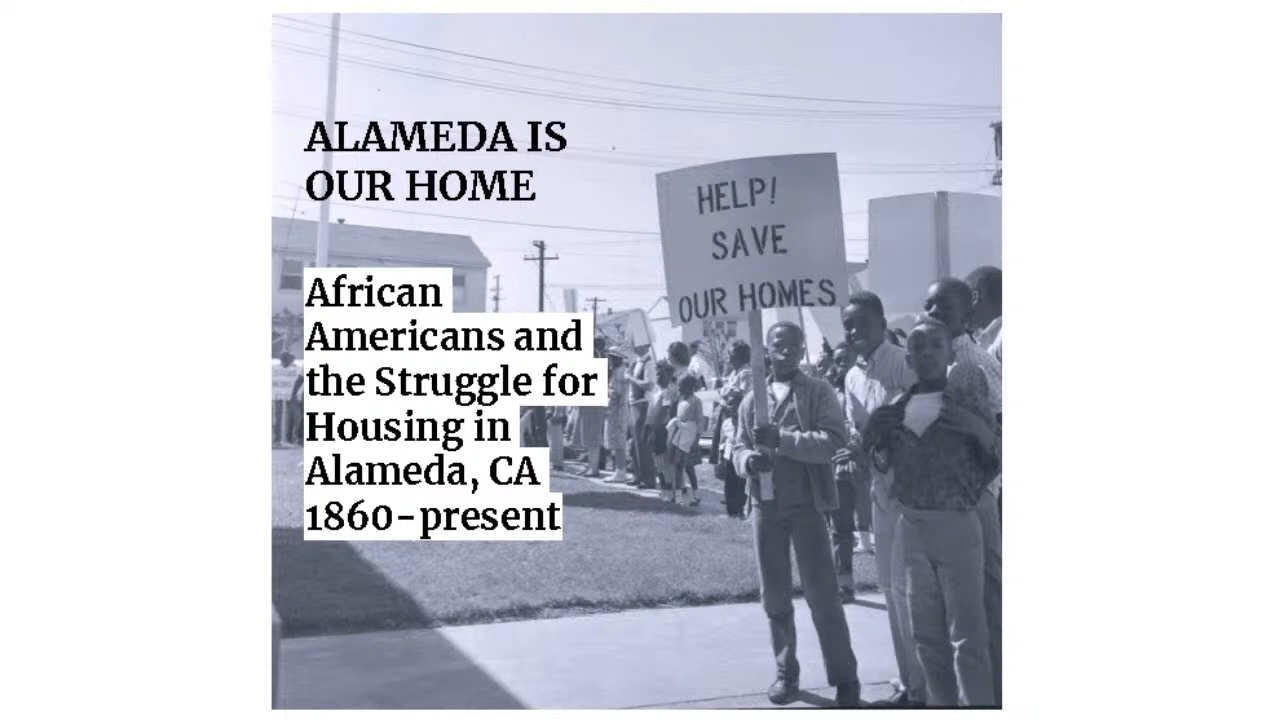 ALAMEDA IS
OUR HOME
African
Americans and
the Struggle for
Housing in
Alameda, CA
1860-present
HELP!
SAVE
OUR HOMES